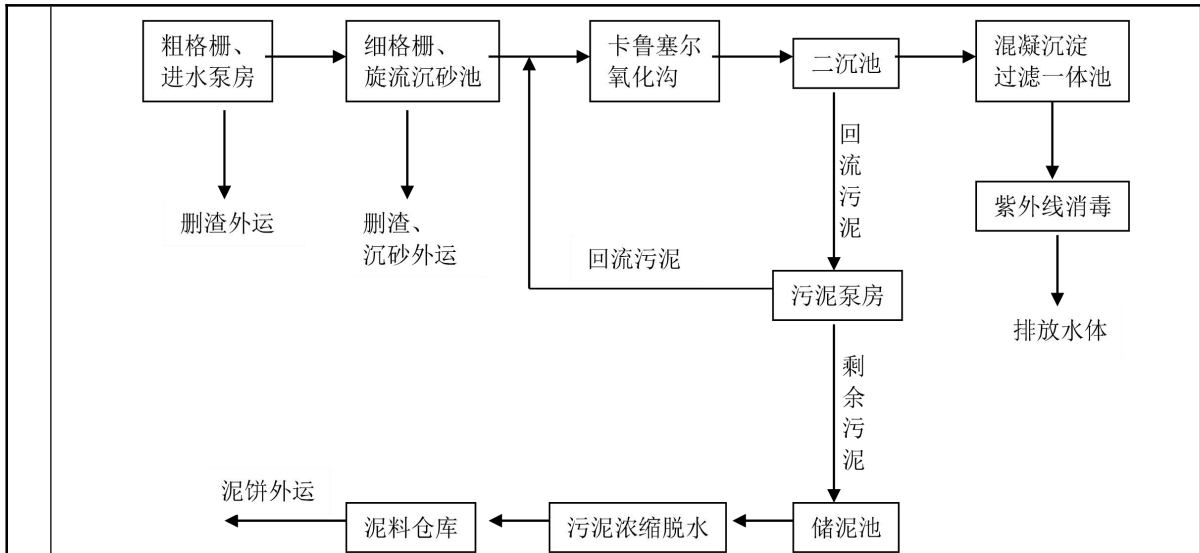 粗格栅、
进水泵房
细格栅、
旋流沉砂池
卡鲁塞尔
氧化沟
二沉池
混凝沉淀
过滤一体池
删渣外运
删渣、
沉砂外运
回流污泥
回流污泥
紫外线消毒
污泥泵房
排放水体
剩余污泥
泥饼外运
泥料仓库
污泥浓缩脱水
储泥池